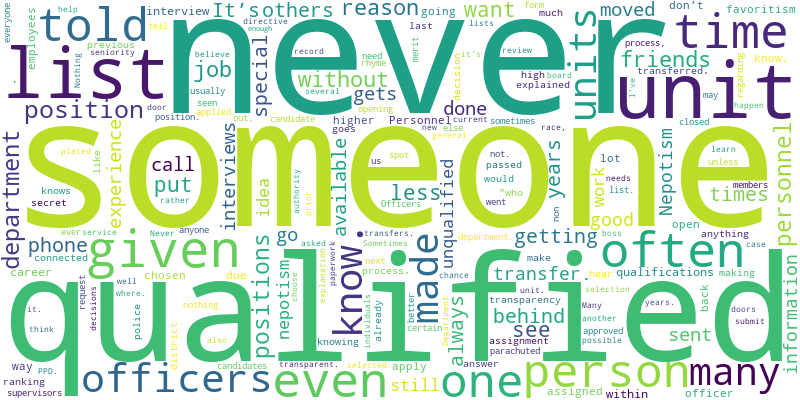 everyone
employees
interview
It's others
reason
going
want
form
much
don't
favoritism
told
help
previous
seniority
directive
enough
last
moved
tell
list
never
time
Nothing
job
special
believe
record
without
rhyme
need
several
merit
lists
it's
decision
review
units
friends
process,
transferred.
regarding
know.
happen
position
usually
seen
applied
door
position.
gets
opening
candidate
done
high
board
explained
I've
may
unit
department
experience
interviews
out.
higher
Personnel
current
new
else
sometimes
general
race,
closed
personnel
someone
placed
like
call
put
knows
secret
rather
idea
authority
prior
available
goes
us
spot
less
Officers
unqualified
not.
passed
would
"who
went
years
non
work
lot
needs
list.
good
Nepotism
learn
unless
members
times
phone
connected
ever
service
Never
anyone
given
positions
go
transfers.
asked
Sometimes
know
made
getting
department
transfer.
make
boss
hear
often
open
anything
case
qualifications
making
information
career
chosen
due
nepotism
explanation
paperwork
choose
next
process.
individuals
already
better
certain
always
chance
transparency
unit.
behind
see
assignment
parachuted
Many
another
approved
possible
selection
years.
sent
back
doors
submit
it.
think
request
decisions
well
where.
police
nothing
also
district
knowing
Department
qualified
way
ranking
PPD.
supervisors
officers
candidates
transparent.
even
selected
still
apply
one
answer
person
assigned
within
many
officer